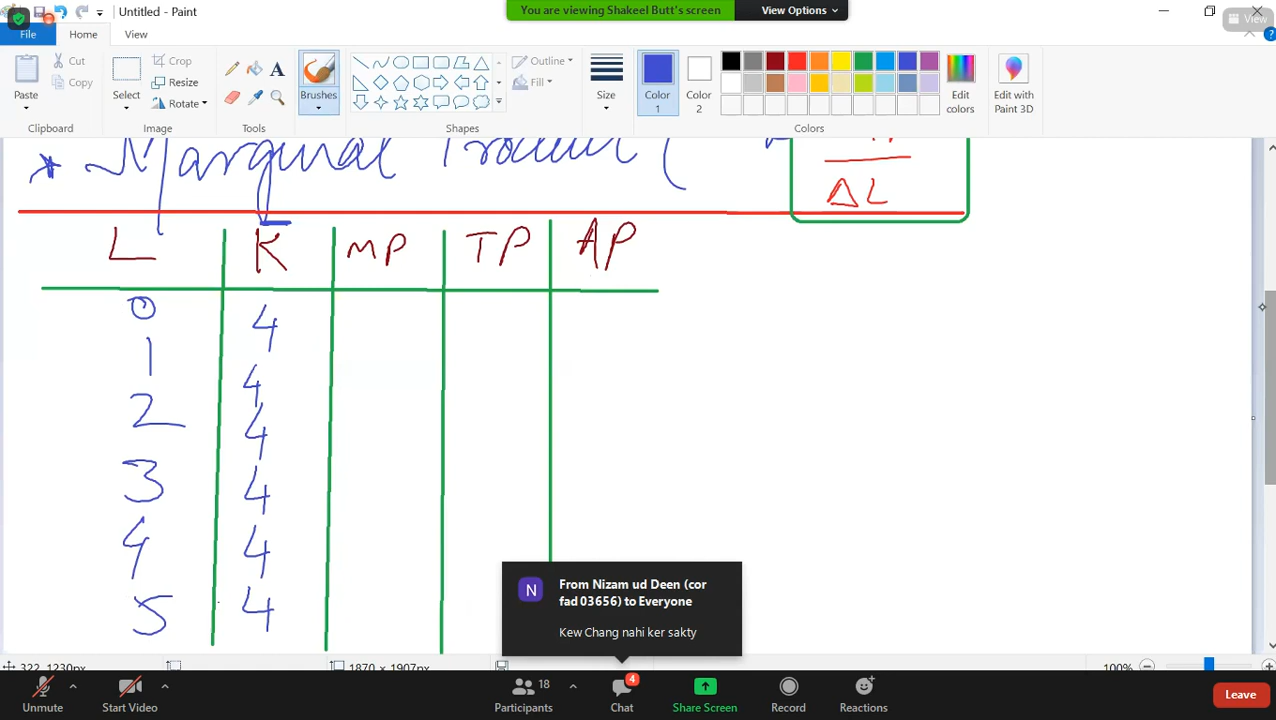 Untitled - Paint
You are viewing Shakeel Butt's screen
View Options
View
File
Home
View
Paste
Cut
Copy
Clipboard
Select
Crop
Resize
Rotate
Image
Tools
Brushes
Outline
Fill
Shapes
Size
Color 1
Color 2
Edit colors
Edit with Paint 3D
Colors
* Marginal Product (
ΔL
L K MP TP AP
0 4
1 4
2 4
3 4
4 4
5 4
N
From Nizam ud Deen (cor
fad 03656) to Everyone
Kew Chang nahi ker sakty
322, 1230px
1870 × 1907px
100%
Unmute
Start Video
18
Participants
4
Chat
Share Screen
Record
Reactions
Leave